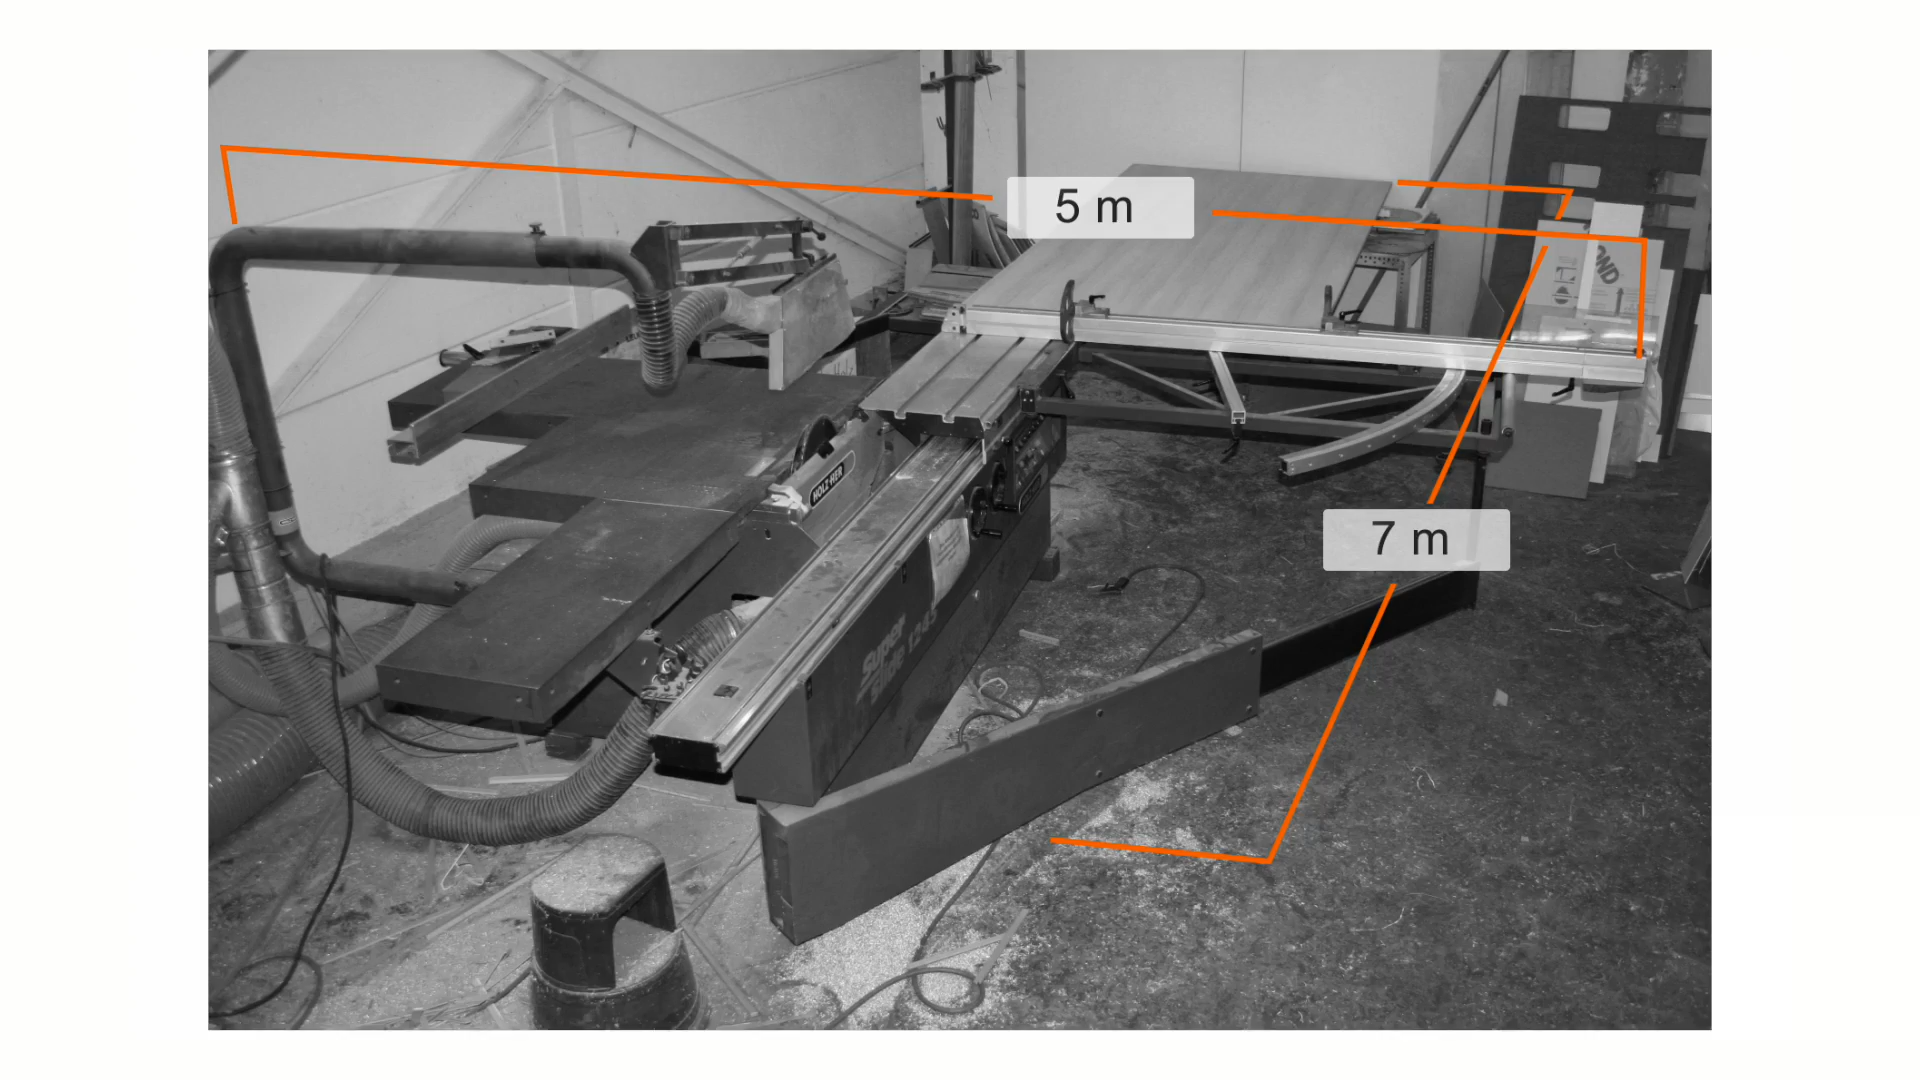 5 m
7 m
HOLZ-HER
Super
slide 1243